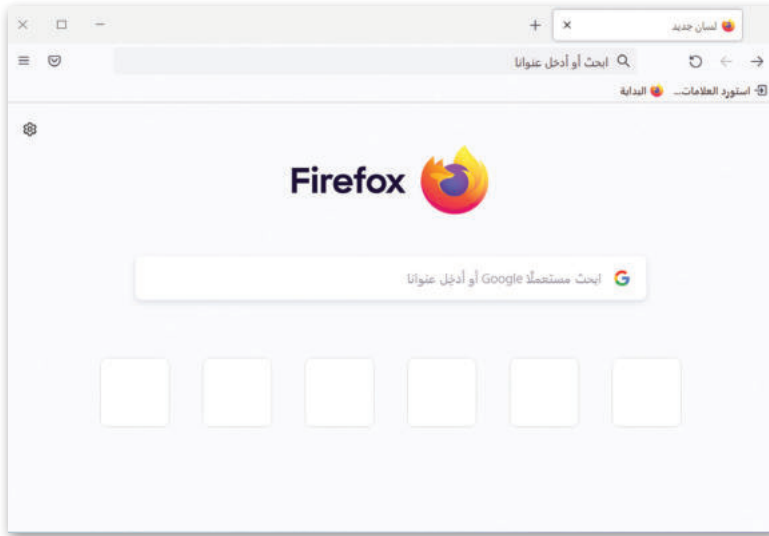 لسان جديد
ابحث أو أدخل عنوانا
استورد العلامات... البداية
Firefox
ابحث مستعملًا Google أو أدخِل عنوانا